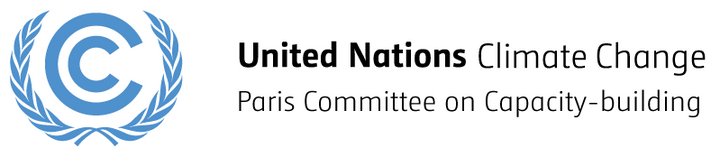 United Nations Climate Change
Paris Committee on Capacity-building